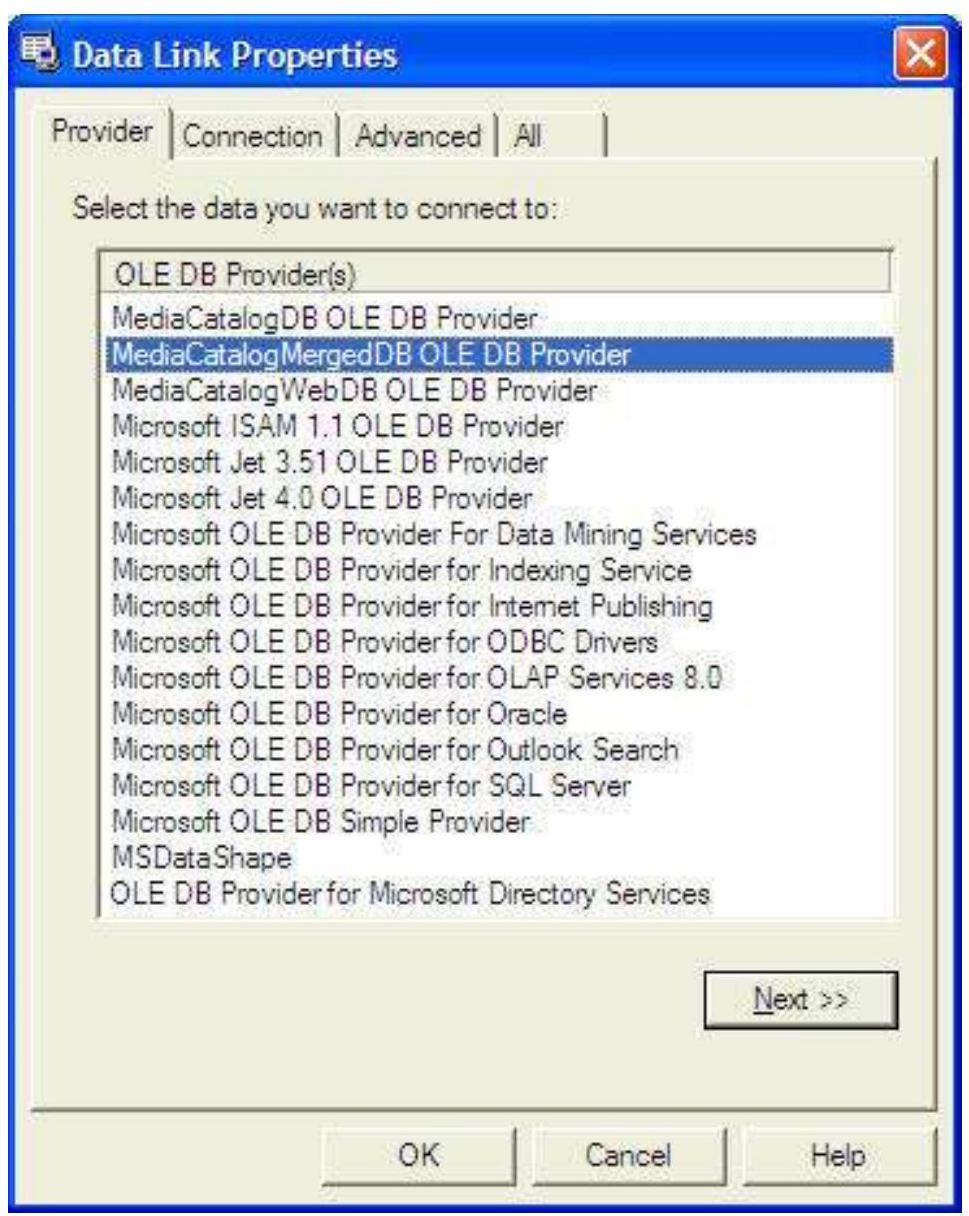 Data Link Properties
Provider Connection Advanced All
Select the data you want to connect to:
OLE DB Provider(s)
MediaCatalogDB OLE DB Provider
MediaCatalogMergedDB OLE DB Provider
MediaCatalogWebDB OLE DB Provider
Microsoft ISAM 1.1 OLE DB Provider
Microsoft Jet 3.51 OLE DB Provider
Microsoft Jet 4.0 OLE DB Provider
Microsoft OLE DB Provider For Data Mining Services
Microsoft OLE DB Provider for Indexing Service
Microsoft OLE DB Provider for Internet Publishing
Microsoft OLE DB Provider for ODBC Drivers
Microsoft OLE DB Provider for OLAP Services 8.0
Microsoft OLE DB Provider for Oracle
Microsoft OLE DB Provider for Outlook Search
Microsoft OLE DB Provider for SQL Server
Microsoft OLE DB Simple Provider
MSDataShape
OLE DB Provider for Microsoft Directory Services
Next >>
OK Cancel Help